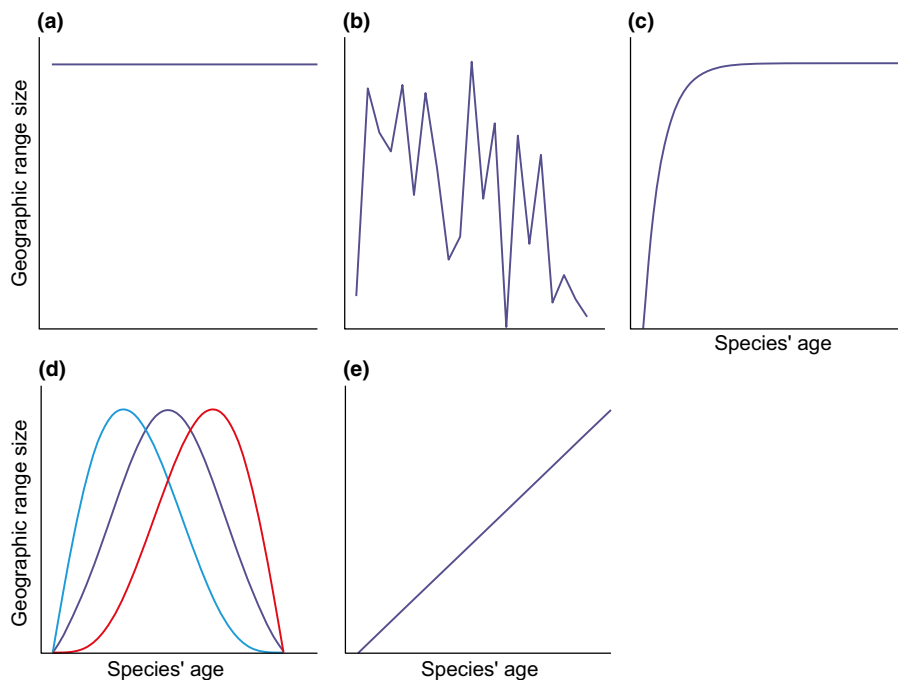 (a)
(b)
(c)
Geographic range size
Species' age
(d)
(e)
Geographic range size
Species' age
Species' age